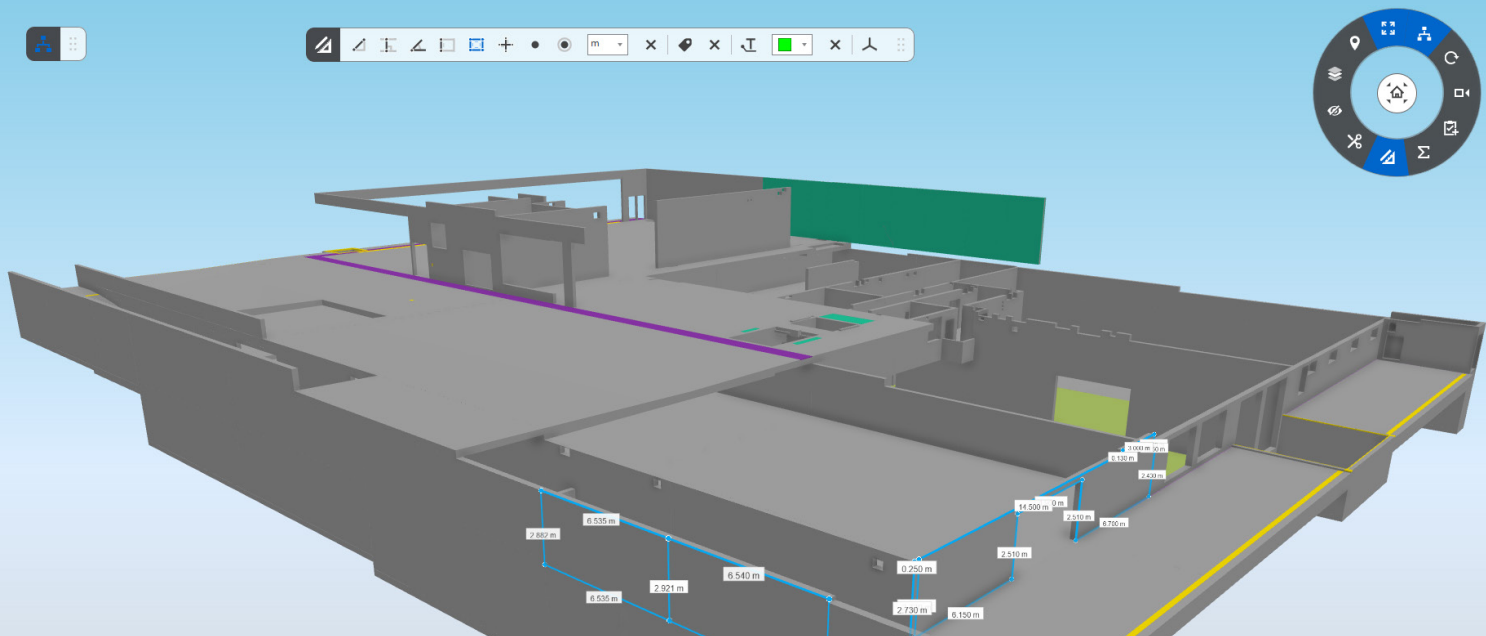 m
T
Σ
3.000 m
0.130 m
2.430 m
14.500 m
2.510 m
6.700 m
6.535 m
2.882 m
2.510 m
0.250 m
6.540 m
2.921 m
6.535 m
2.730 m
6.150 m